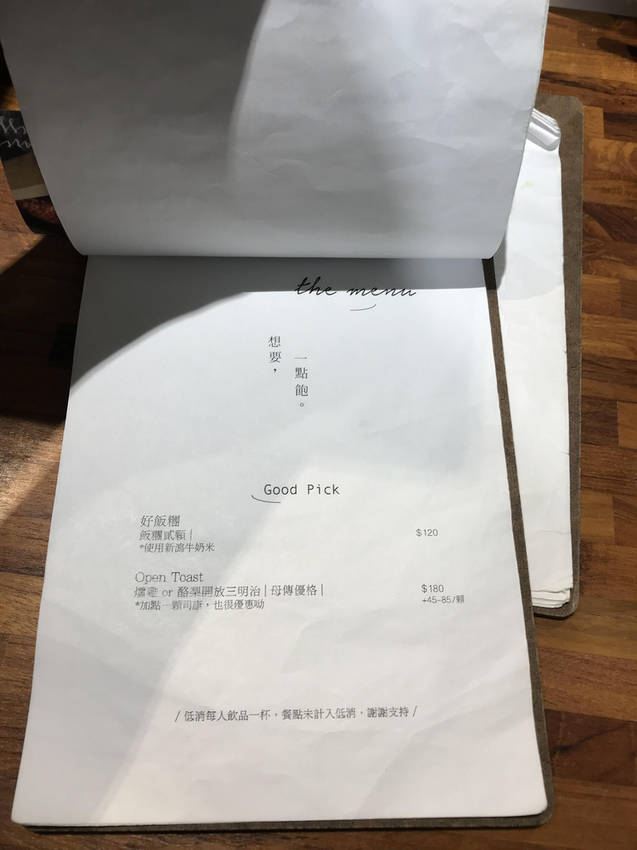 the menu
想要，
一點飽。
Good Pick
好飯糰
飯糰貳顆| $120
*使用新瀉牛奶米
Open Toast
燻雞 or 酪梨開放三明治|母傳優格| $180
*加點一顆司康，也很優惠呦 +45-85/顆
/ 低消每人飲品一杯，餐點未計入低消，謝謝支持 /